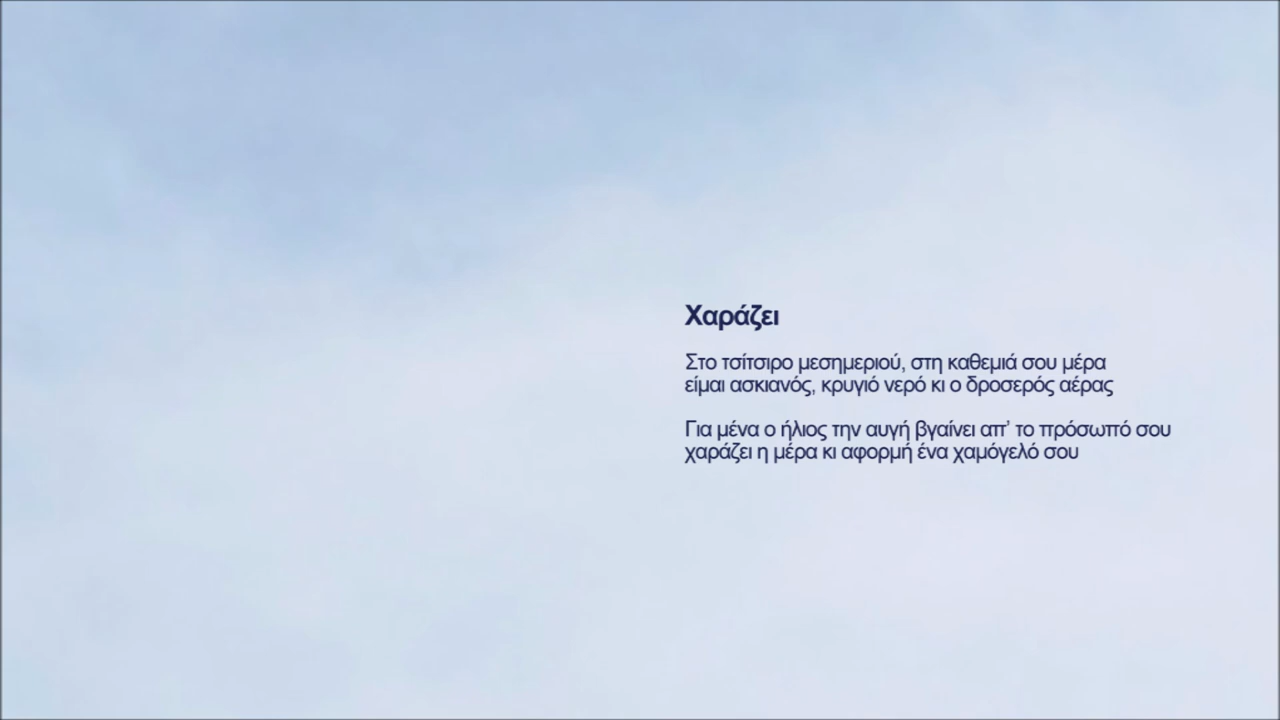 Χαράζει
Στο τσίτσιρο μεσημεριού, στη καθεμιά σου μέρα
είμαι ασκιανός, κρυγιό νερό κι ο δροσερός αέρας
Για μένα ο ήλιος την αυγή βγαίνει απ' το πρόσωπό σου
χαράζει η μέρα κι αφορμή ένα χαμόγελό σου